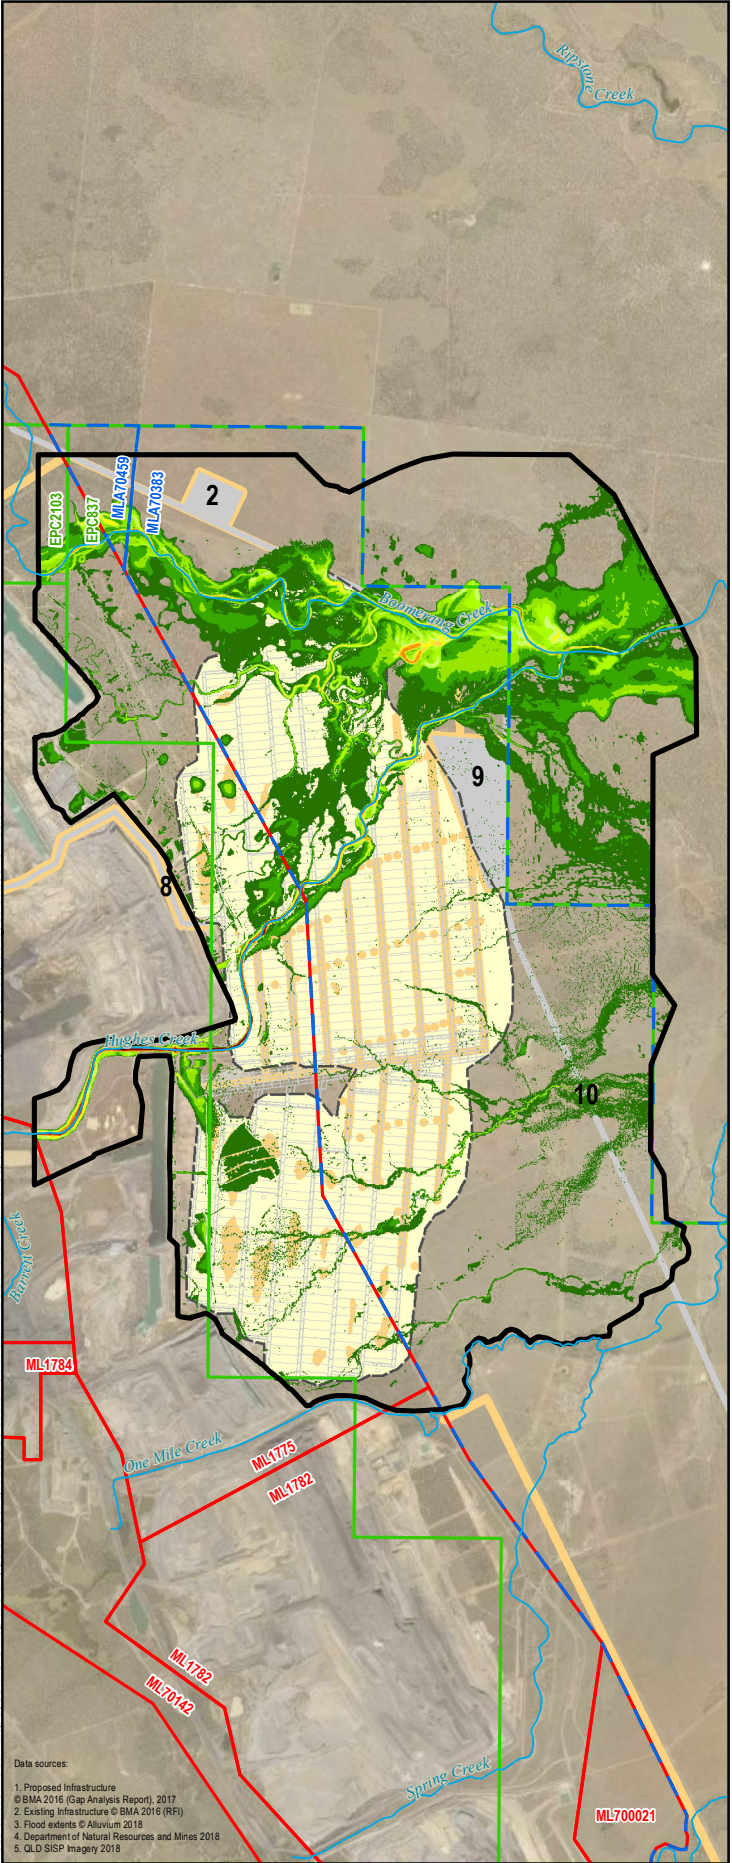 Ripstone
Creek
EPC2103
EPC837
MLA70459
MLA70383
2
Boomerang Creek
9
8
Hughes Creek
10
Barrett Creek
ML1784
One Mile Creek
ML1775
ML1782
ML1782
ML70142
Spring Creek
ML700021
Data sources:
1. Proposed Infrastructure
© BMA 2016 (Gap Analysis Report), 2017
2. Existing Infrastructure © BMA 2016 (RFI)
3. Flood extents © Alluvium 2018
4. Department of Natural Resources and Mines 2018
5. QLD SISP Imagery 2018